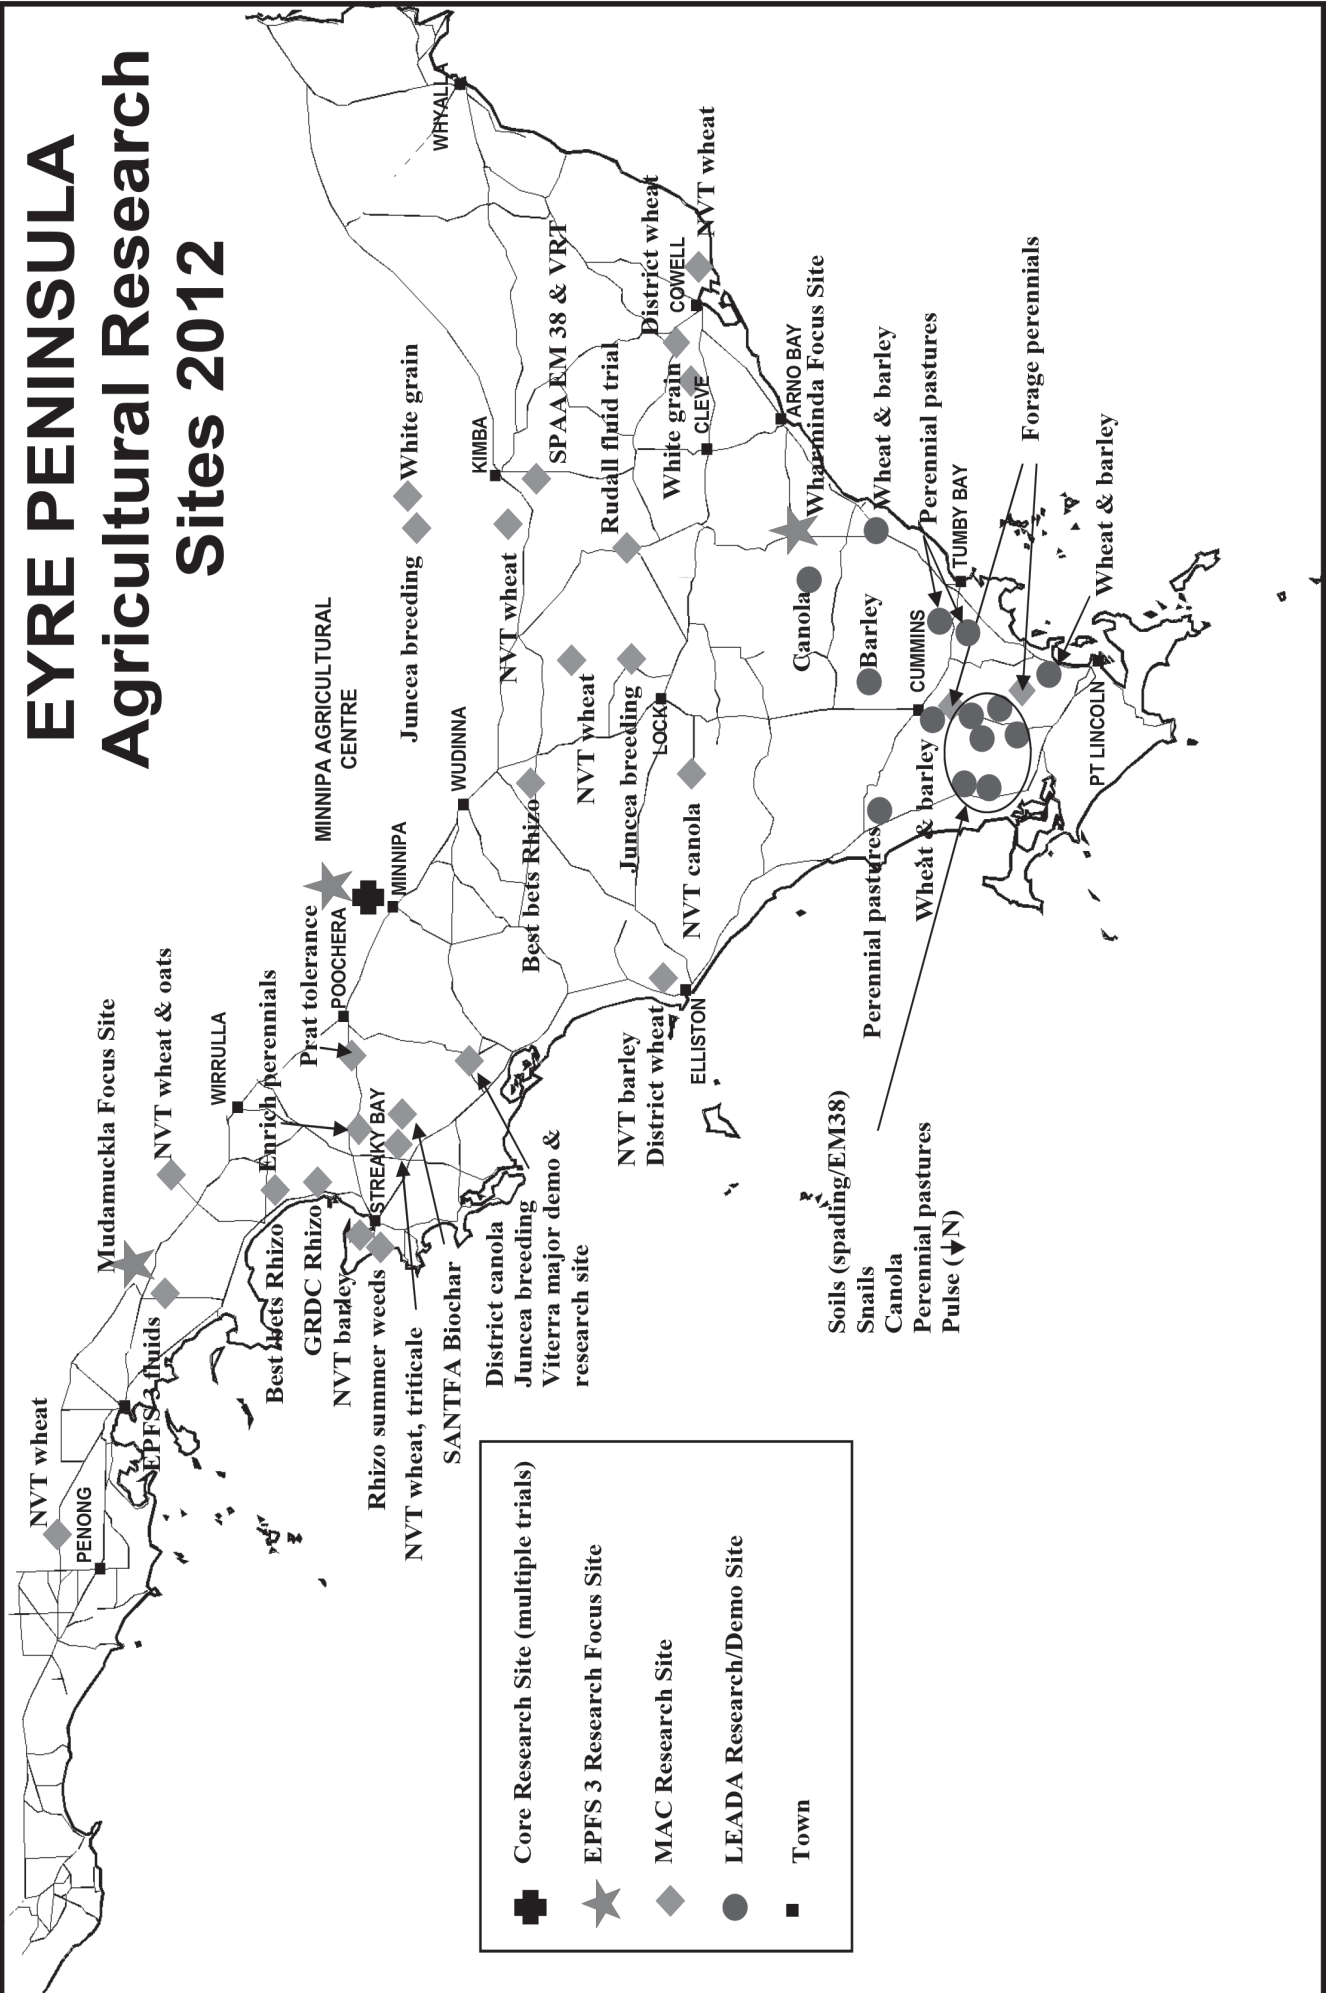 EYRE PENINSULA
Agricultural Research
Sites 2012
NVT wheat
PENONG
EPFS 3 fluids
Mudamuckla Focus Site
NVT wheat & oats
WIRRULLA
Enrich perennials
Prat tolerance
POOCHERA
MINNIPA AGRICULTURAL
CENTRE
MINNIPA
WUDINNA
Best bets Rhizo
GRDC Rhizo
NVT barley
STREAKY BAY
Rhizo summer weeds
NVT wheat, triticale
SANTFA Biochar
District canola
Juncea breeding
Viterra major demo &
research site
Juncea breeding
White grain
KIMBA
NVT wheat
SPAAEM 38 & VRT
WHYALLA
Best bets Rhizo
NVT wheat
Juncea breeding
Rudall fluid trial
LOCK
NVT canola
NVT barley
District wheat
ELLISTON
White grain
District wheat
CLEVE
COWELL
NVT wheat
ARNO BAY
Wharminda Focus Site
Canola
Barley
Wheat & barley
Perennial pastures
TUMBY BAY
CUMMINS
Forage perennials
Wheat & barley
PT LINCOLN
Perennial pastures
Wheat & barley
Soils (spading/EM38)
Snails
Canola
Perennial pastures
Pulse (↓N)
Core Research Site (multiple trials)
EPFS 3 Research Focus Site
MAC Research Site
LEADA Research/Demo Site
Town